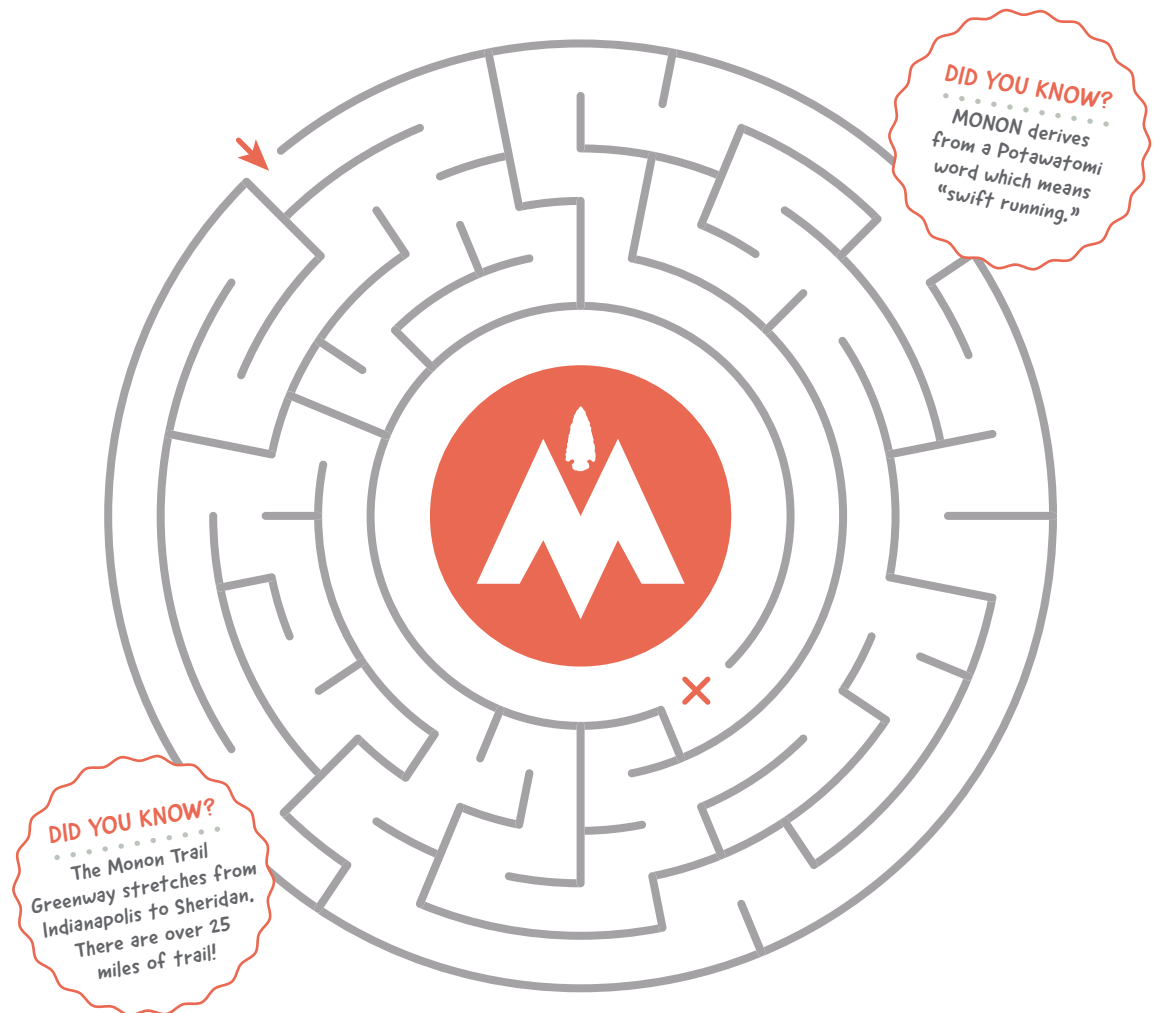 DID YOU KNOW?
MONON derives
from a Potawatomi
word which means
“swift running.”
DID YOU KNOW?
The Monon Trail
Greenway stretches from
Indianapolis to Sheridan.
There are over 25
miles of trail!
M